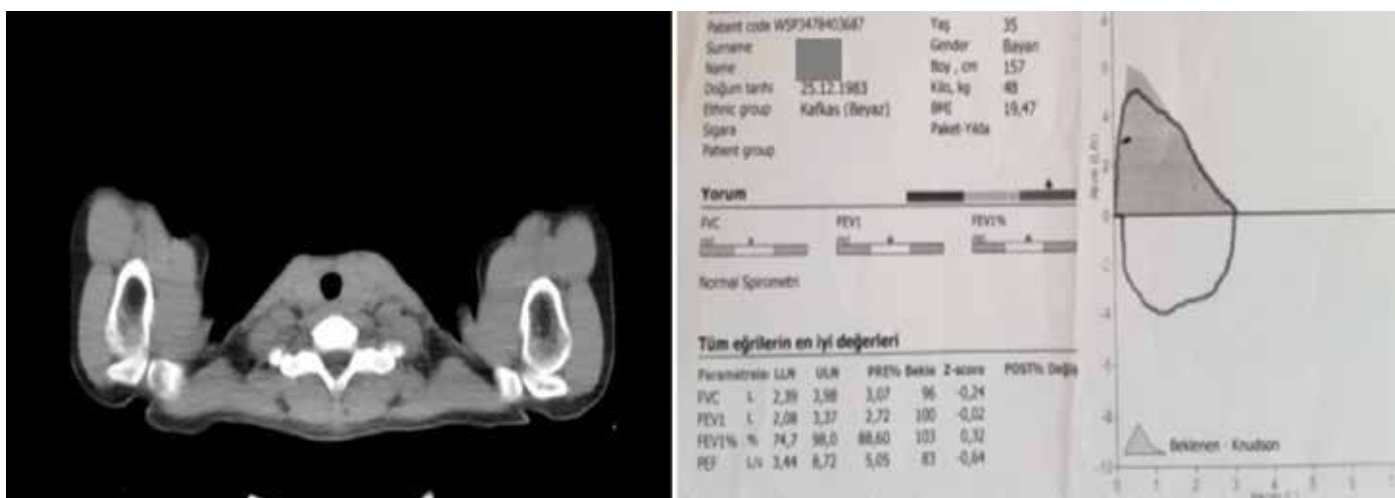 Patient code WSP3478403687 Yaş 35
Surname Gender Bayan
Name Boy, cm 157
Doğum tarihi 25.12.1983 Kilo, kg 48
Ethnic group Kafkas (Beyaz) BMI 19,47
Sigara Paket-Yılda
Patient group
Yorum
FVC FEV1 FEV1%
Normal Spirometri
Tüm eğrilerin en iyi değerleri
Parametreler LLN ULN PRE% Bekle Z-score POST% Değiş
FVC L 2,39 3,98 3,07 96 -0,24
FEV1 L 2,08 3,37 2,72 100 -0,02
FEV1% % 74,7 98,0 88,60 103 0,32
PEF L/s 3,44 8,72 5,05 83 -0,64
Beklenen - Knudson